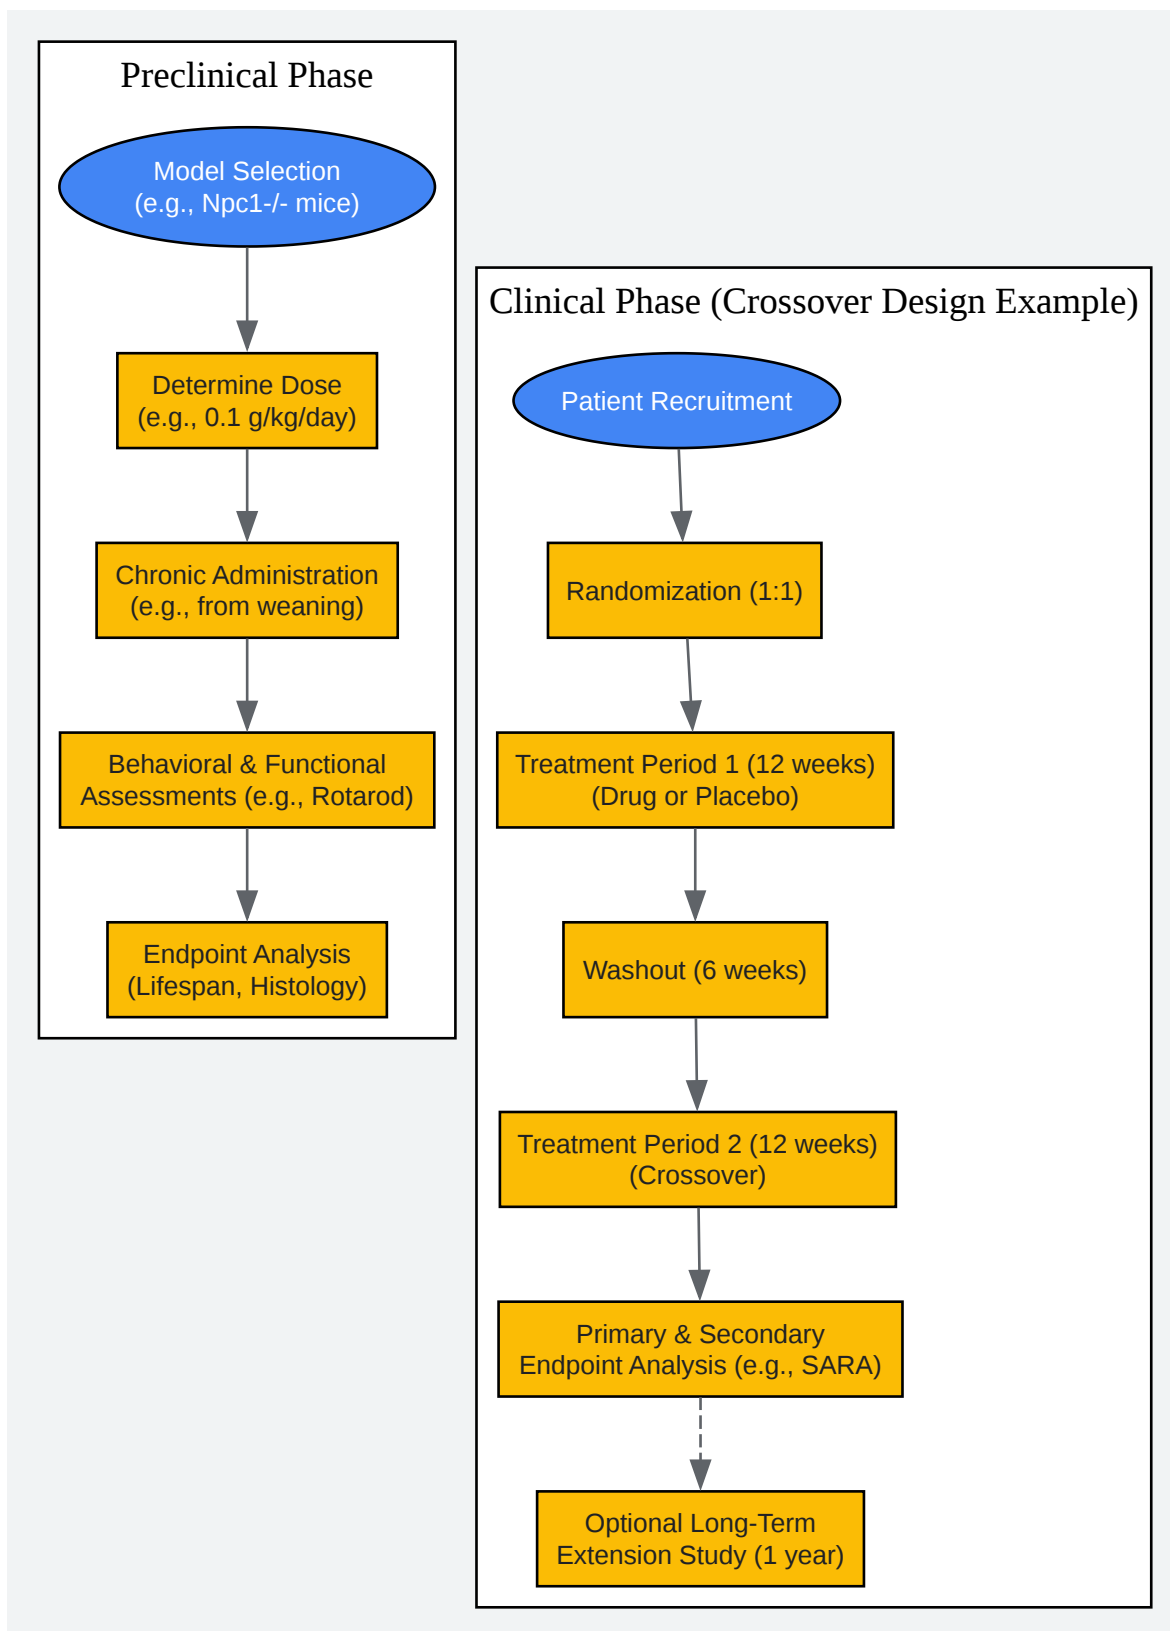 Preclinical Phase
Model Selection
(e.g., Npc1-/- mice)
Determine Dose
(e.g., 0.1 g/kg/day)
Chronic Administration
(e.g., from weaning)
Behavioral & Functional
Assessments (e.g., Rotarod)
Endpoint Analysis
(Lifespan, Histology)
Clinical Phase (Crossover Design Example)
Patient Recruitment
Randomization (1:1)
Treatment Period 1 (12 weeks)
(Drug or Placebo)
Washout (6 weeks)
Treatment Period 2 (12 weeks)
(Crossover)
Primary & Secondary
Endpoint Analysis (e.g., SARA)
Optional Long-Term
Extension Study (1 year)